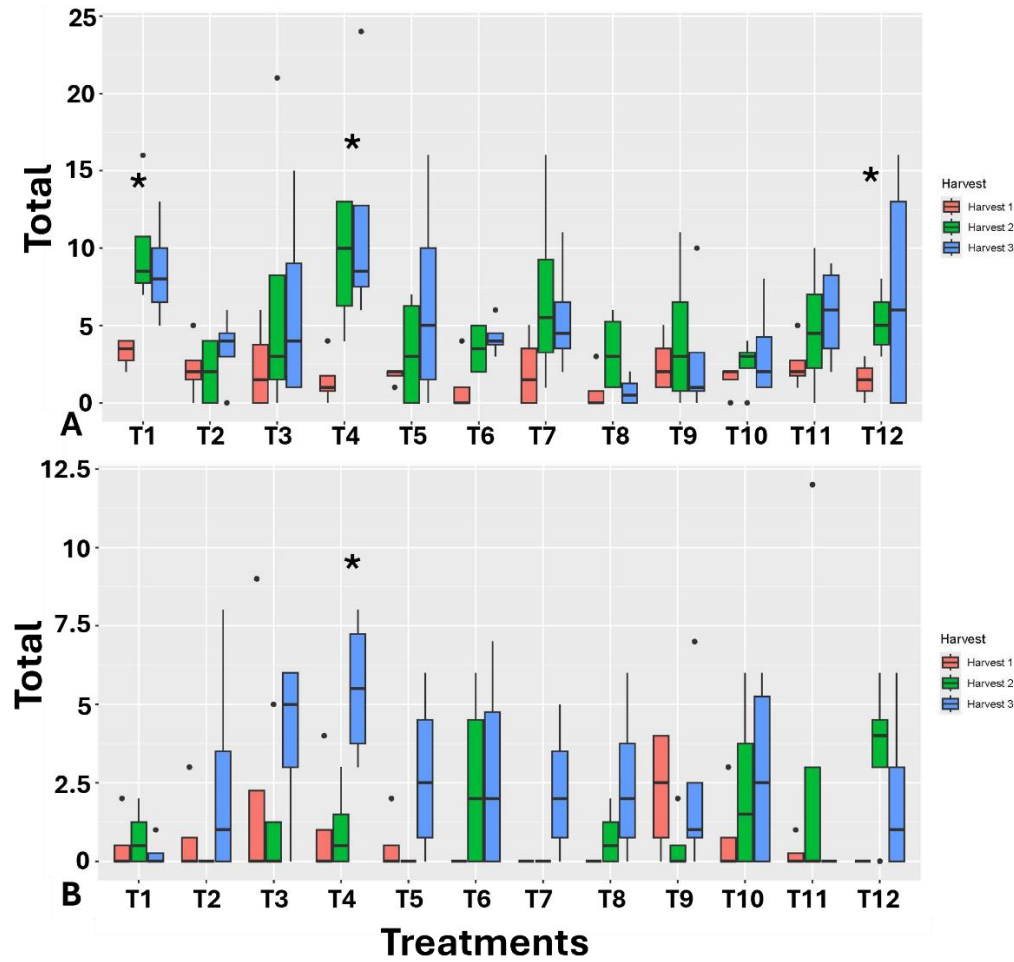 25
20
15
10
5
0
Total
*
*
*
A
T1 T2 T3 T4 T5 T6 T7 T8 T9 T10 T11 T12
Harvest
Harvest 1
Harvest 2
Harvest 3
12.5
10
7.5
5
2.5
0
Total
*
B
T1 T2 T3 T4 T5 T6 T7 T8 T9 T10 T11 T12
Harvest
Harvest 1
Harvest 2
Harvest 3
Treatments